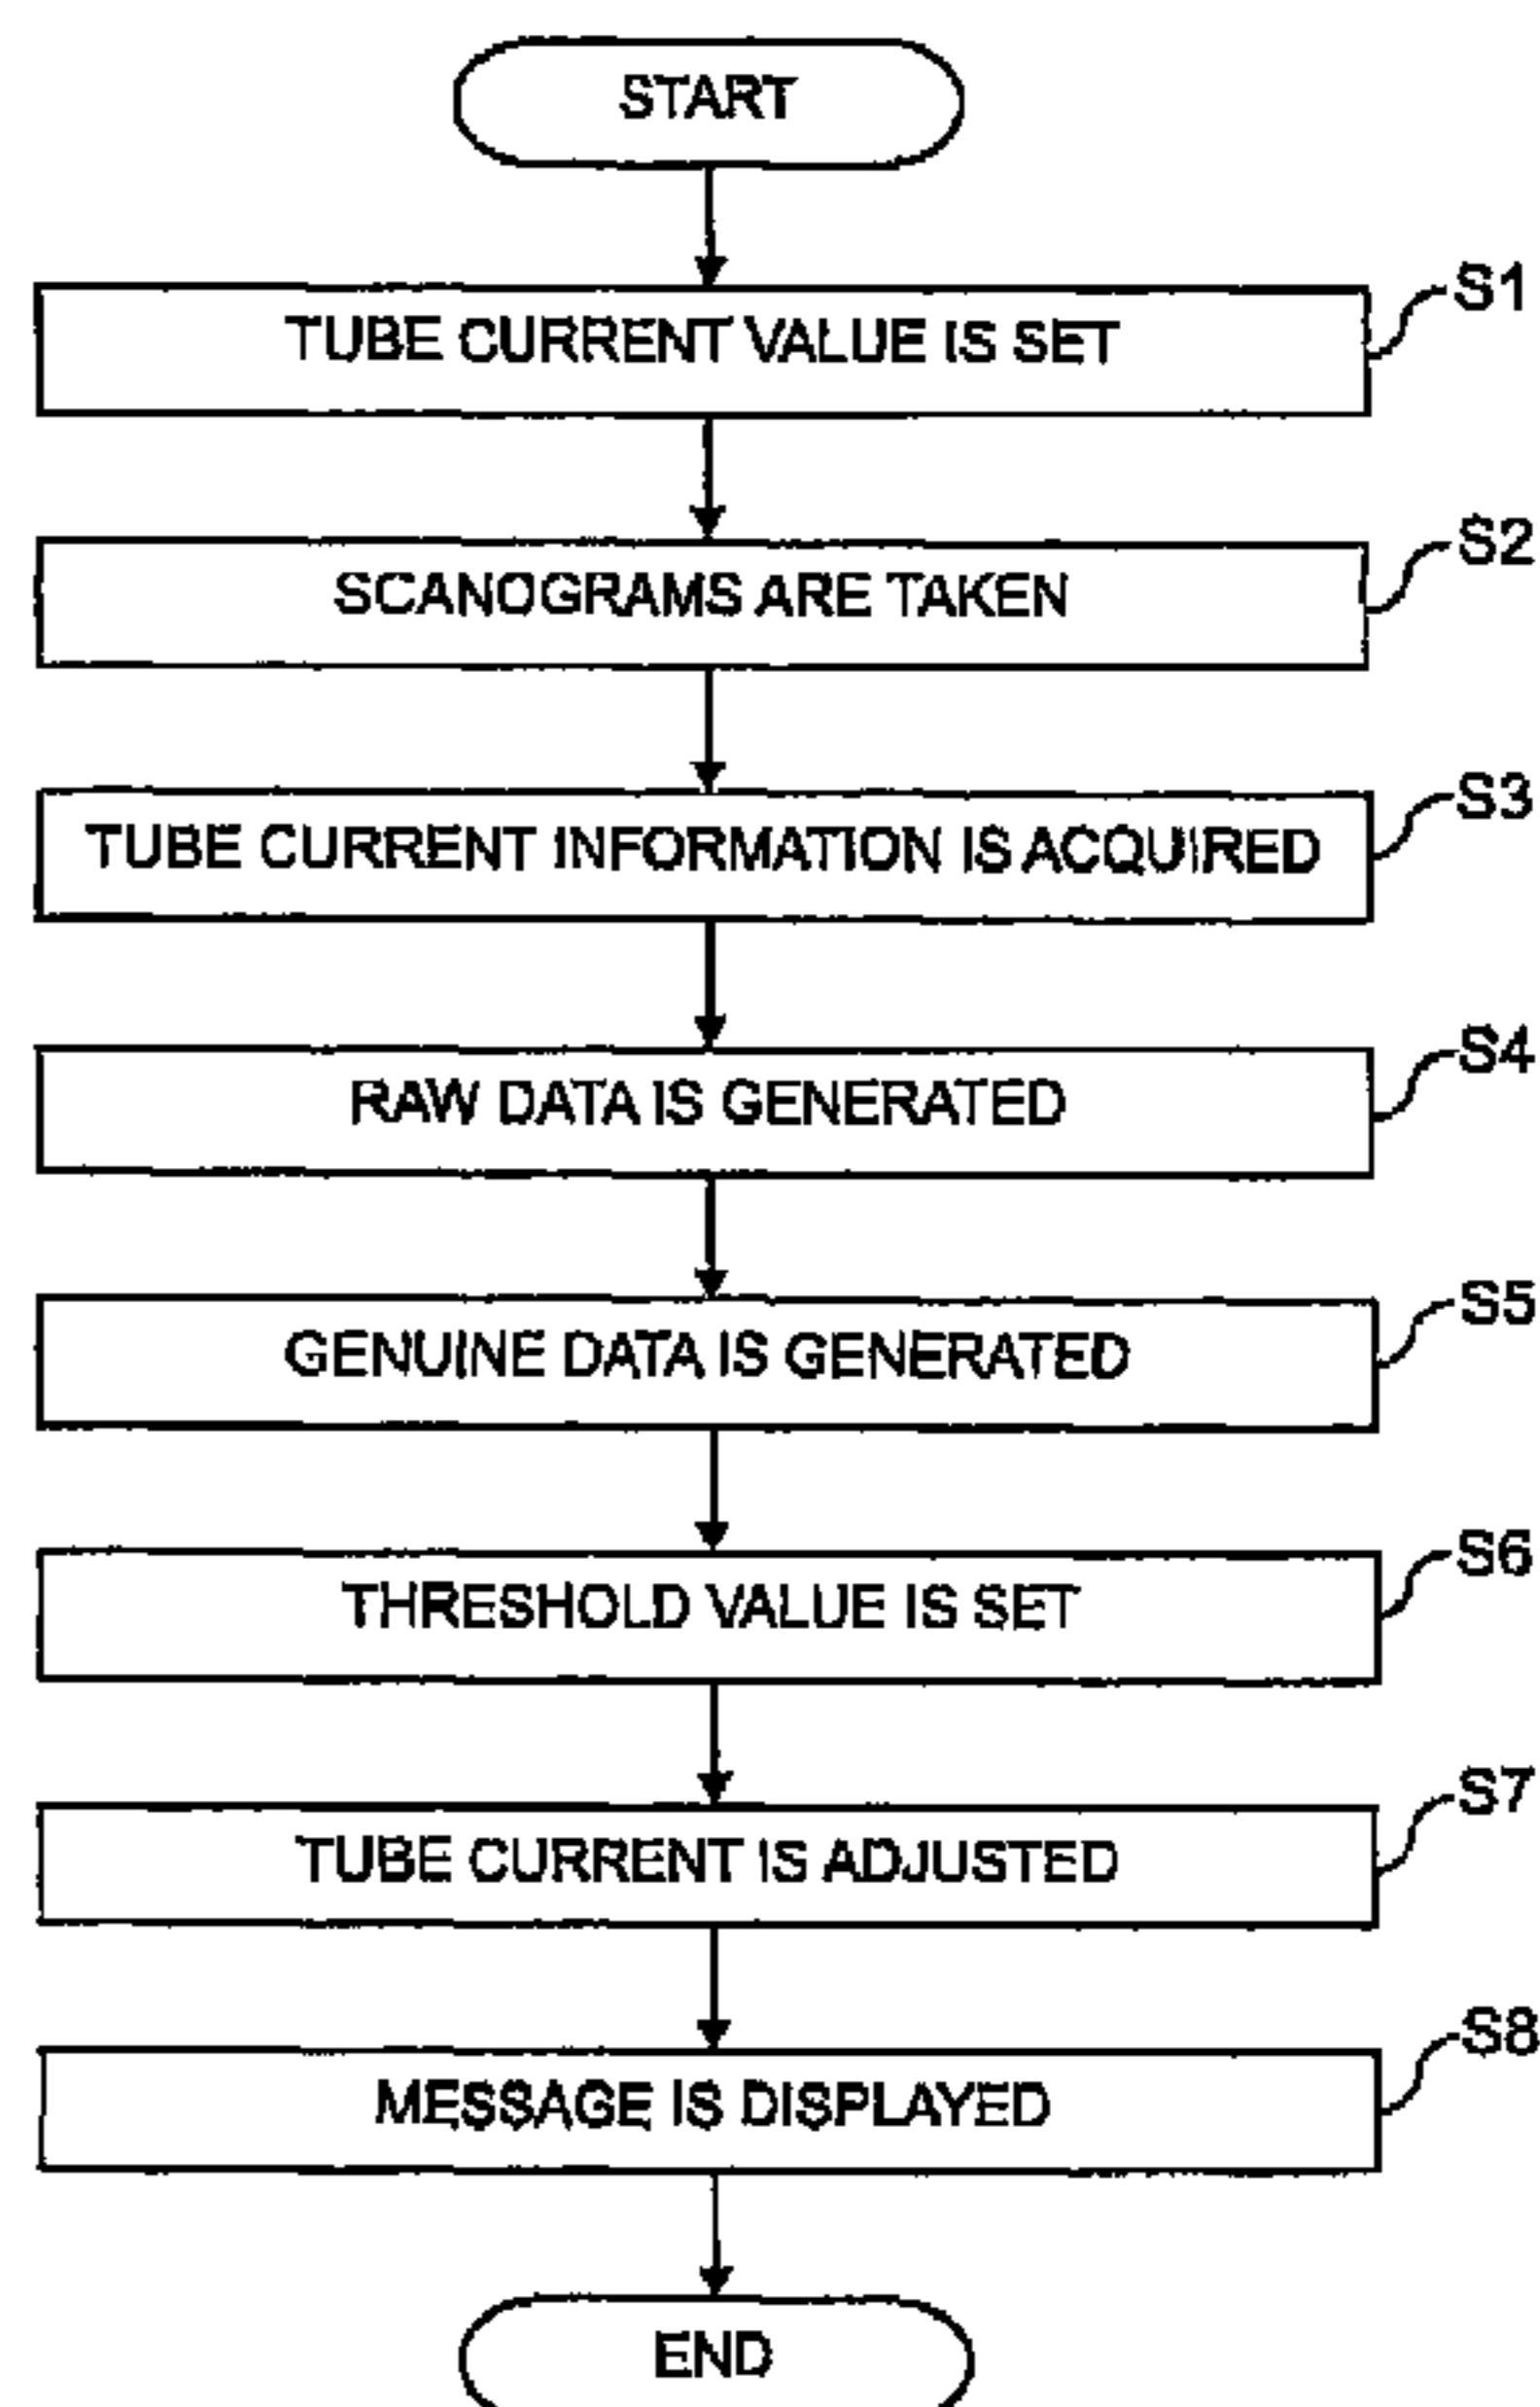 START
TUBE CURRENT VALUE IS SET
S1
SCANOGRAMS ARE TAKEN
S2
TUBE CURRENT INFORMATION IS ACQUIRED
S3
RAW DATA IS GENERATED
S4
GENUINE DATA IS GENERATED
S5
THRESHOLD VALUE IS SET
S6
TUBE CURRENT IS ADJUSTED
S7
MESSAGE IS DISPLAYED
S8
END